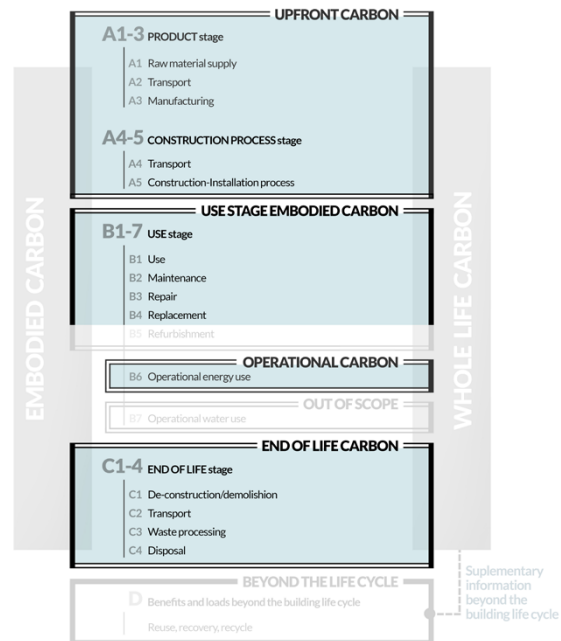 UPFRONT CARBON
A1-3 PRODUCT stage
A1 Raw material supply
A2 Transport
A3 Manufacturing
A4-5 CONSTRUCTION PROCESS stage
A4 Transport
A5 Construction-Installation process
USE STAGE EMBODIED CARBON
B1-7 USE stage
B1 Use
B2 Maintenance
B3 Repair
B4 Replacement
B5 Refurbishment
OPERATIONAL CARBON
B6 Operational energy use
OUT OF SCOPE
B7 Operational water use
END OF LIFE CARBON
C1-4 END OF LIFE stage
C1 De-construction/demolishion
C2 Transport
C3 Waste processing
C4 Disposal
BEYOND THE LIFE CYCLE
D Benefits and loads beyond the building life cycle
Reuse, recovery, recycle
EMBODIED CARBON
WHOLE LIFE CARBON
Suplementary
information
beyond the
building life cycle